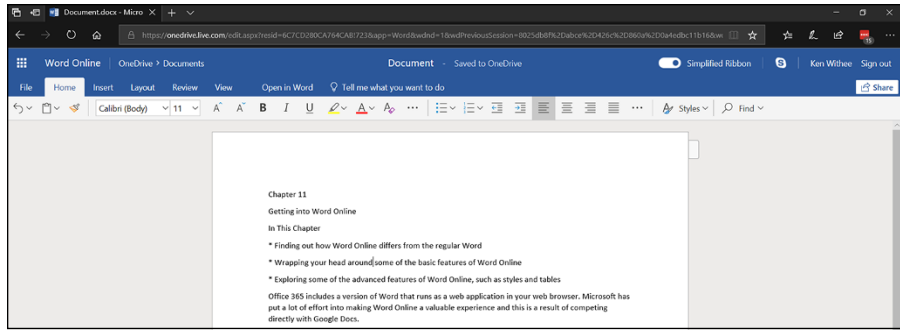 Document.docx - Micro
https://onedrive.live.com/edit.aspx?resid=6C7CD280CA764CAB!723&app=Word&wdnd=1&wdPreviousSession=8025db8f%2Dabce%2D426c%2D860a%2D0a4edbc11b16&w
15
Word Online OneDrive > Documents Document - Saved to OneDrive Simplified Ribbon Ken Withee Sign out
File Home Insert Layout Review View Open in Word Tell me what you want to do Share
Calibri (Body) 11 A A B I U A A Styles Find
Chapter 11
Getting into Word Online
In This Chapter
* Finding out how Word Online differs from the regular Word
* Wrapping your head around some of the basic features of Word Online
* Exploring some of the advanced features of Word Online, such as styles and tables
Office 365 includes a version of Word that runs as a web application in your web browser. Microsoft has
put a lot of effort into making Word Online a valuable experience and this is a result of competing
directly with Google Docs.